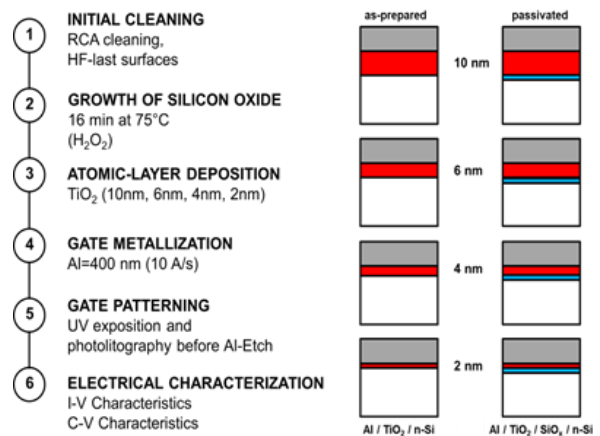 1
INITIAL CLEANING
RCA cleaning,
HF-last surfaces
2
GROWTH OF SILICON OXIDE
16 min at 75°C
(H₂O₂)
3
ATOMIC-LAYER DEPOSITION
TiO₂ (10nm, 6nm, 4nm, 2nm)
4
GATE METALLIZATION
Al=400 nm (10 A/s)
5
GATE PATTERNING
UV exposition and
photolitography before Al-Etch
6
ELECTRICAL CHARACTERIZATION
I-V Characteristics
C-V Characteristics
as-prepared
passivated
10 nm
6 nm
4 nm
2 nm
Al / TiO₂ / n-Si
Al / TiO₂ / SiOₓ / n-Si